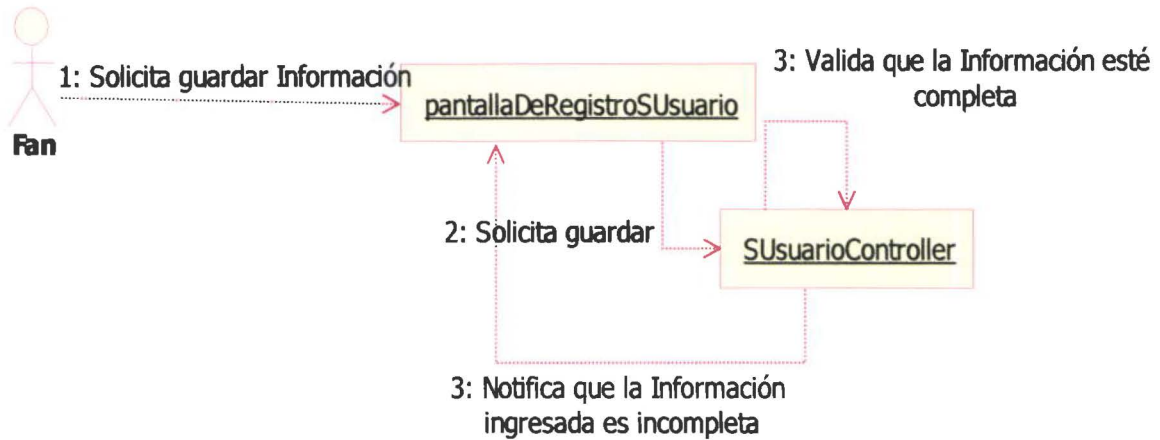 1: Solicita guardar Información
3: Valida que la Información esté
completa
pantallaDeRegistroSUsuario
Fan
2: Solicita guardar
SUsuarioController
3: Notifica que la Información
ingresada es incompleta